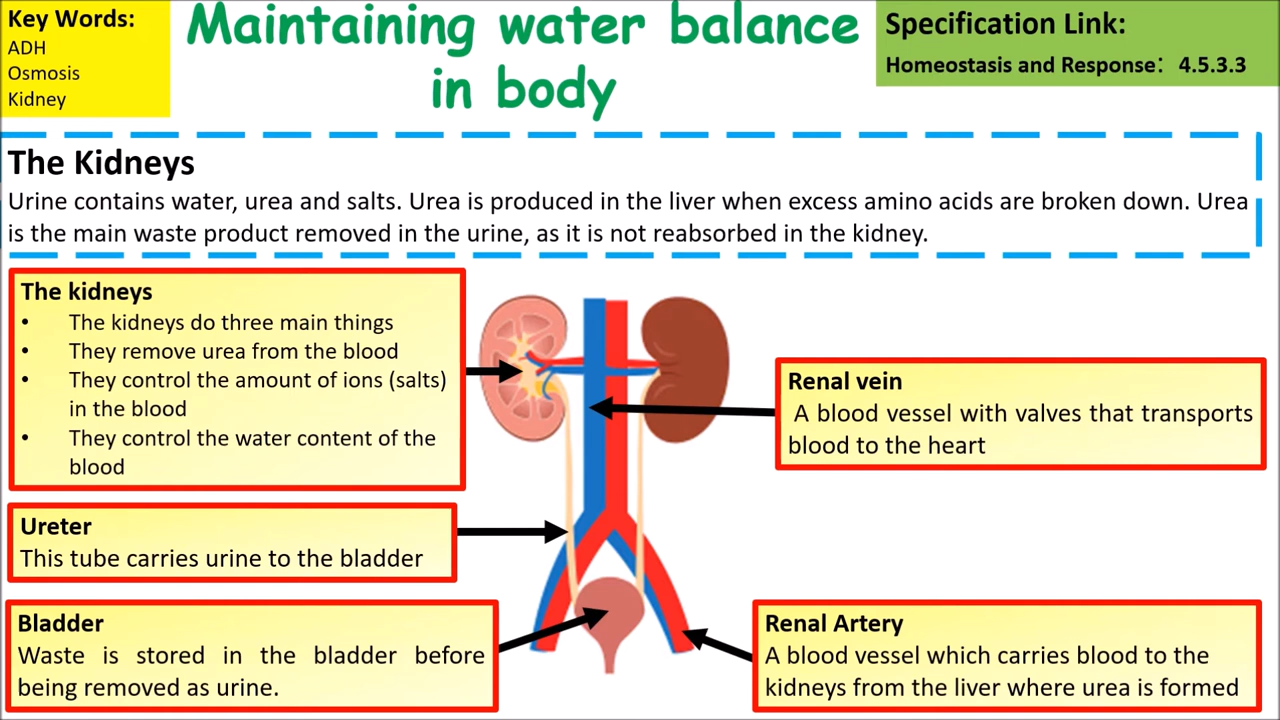 Key Words:
ADH
Osmosis
Kidney
Maintaining water balance
in body
Specification Link:
Homeostasis and Response: 4.5.3.3
The Kidneys
Urine contains water, urea and salts. Urea is produced in the liver when excess amino acids are broken down. Urea
is the main waste product removed in the urine, as it is not reabsorbed in the kidney.
The kidneys
• The kidneys do three main things
• They remove urea from the blood
• They control the amount of ions (salts)
in the blood
• They control the water content of the
blood
Renal vein
A blood vessel with valves that transports
blood to the heart
Ureter
This tube carries urine to the bladder
Bladder
Waste is stored in the bladder before
being removed as urine.
Renal Artery
A blood vessel which carries blood to the
kidneys from the liver where urea is formed